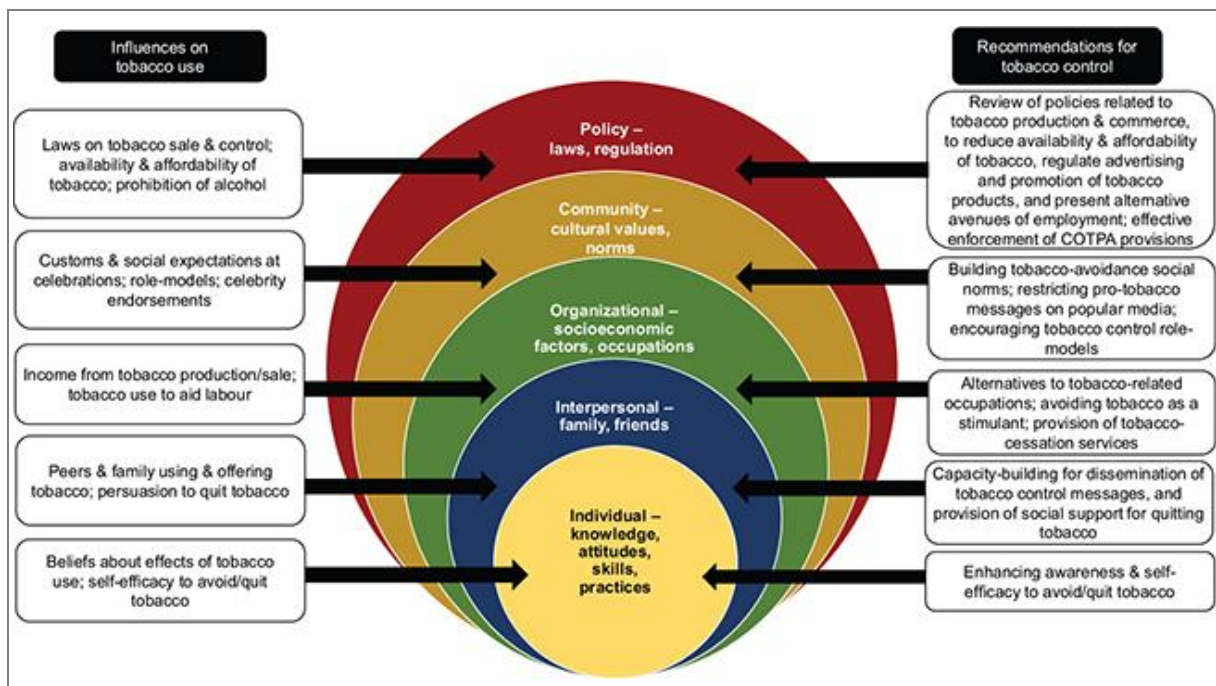 Influences on
tobacco use
Laws on tobacco sale & control;
availability & affordability of
tobacco; prohibition of alcohol
Customs & social expectations at
celebrations; role-models; celebrity
endorsements
Income from tobacco production/sale;
tobacco use to aid labour
Peers & family using & offering
tobacco; persuasion to quit tobacco
Beliefs about effects of tobacco
use; self-efficacy to avoid/quit
tobacco
Policy –
laws, regulation
Community –
cultural values,
norms
Organizational –
socioeconomic
factors, occupations
Interpersonal –
family, friends
Individual –
knowledge,
attitudes,
skills,
practices
Recommendations for
tobacco control
Review of policies related to
tobacco production & commerce,
to reduce availability & affordability
of tobacco, regulate advertising
and promotion of tobacco
products, and present alternative
avenues of employment; effective
enforcement of COTPA provisions
Building tobacco-avoidance social
norms; restricting pro-tobacco
messages on popular media;
encouraging tobacco control role-
models
Alternatives to tobacco-related
occupations; avoiding tobacco as a
stimulant; provision of tobacco-
cessation services
Capacity-building for dissemination of
tobacco control messages, and
provision of social support for quitting
tobacco
Enhancing awareness & self-
efficacy to avoid/quit tobacco